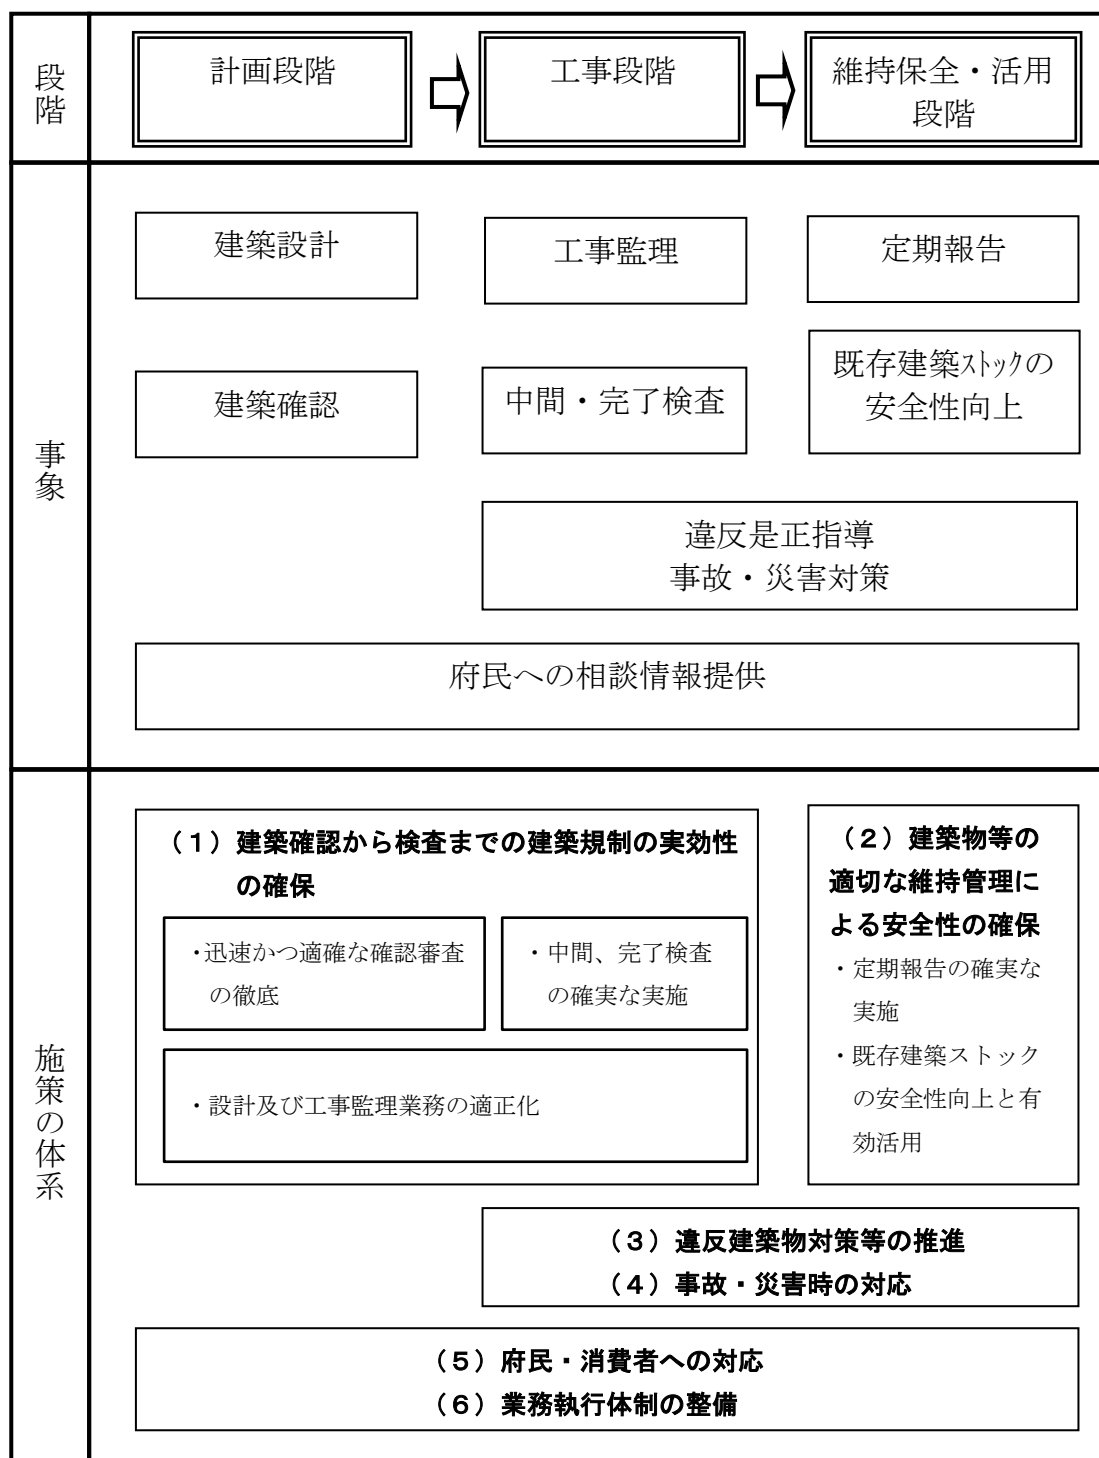 段階
計画段階
工事段階
維持保全・活用
段階
事象
建築設計
工事監理
定期報告
建築確認
中間・完了検査
既存建築ｽﾄｯｸの
安全性向上
違反是正指導
事故・災害対策
府民への相談情報提供
施策の体系
（１）建築確認から検査までの建築規制の実効性
の確保
・迅速かつ適確な確認審査
の徹底
・中間、完了検査
の確実な実施
・設計及び工事監理業務の適正化
（２）建築物等の
適切な維持管理に
よる安全性の確保
・定期報告の確実な
実施
・既存建築ストック
の安全性向上と有
効活用
（３）違反建築物対策等の推進
（４）事故・災害時の対応
（５）府民・消費者への対応
（６）業務執行体制の整備